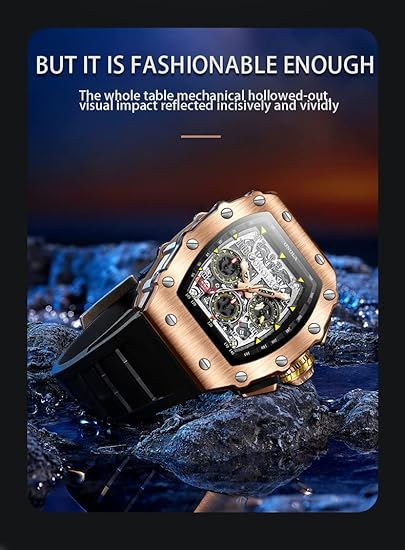 BUT IT IS FASHIONABLE ENOUGH
The whole table mechanical hollowed-out,
visual impact reflected incisively and vividly